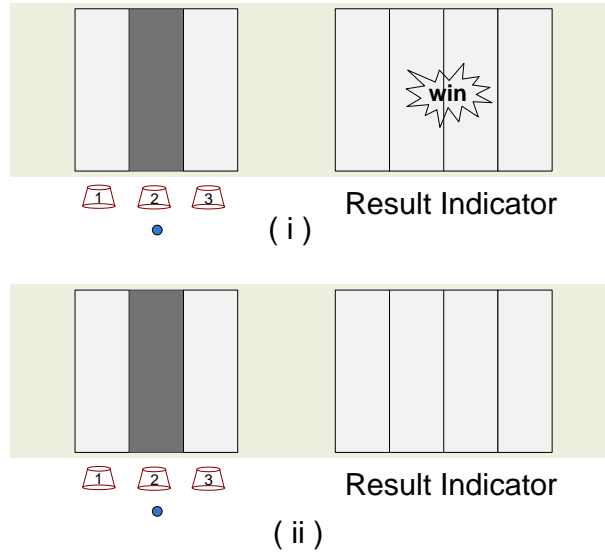 win
1 2 3
Result Indicator
( i )
1 2 3
Result Indicator
( ii )